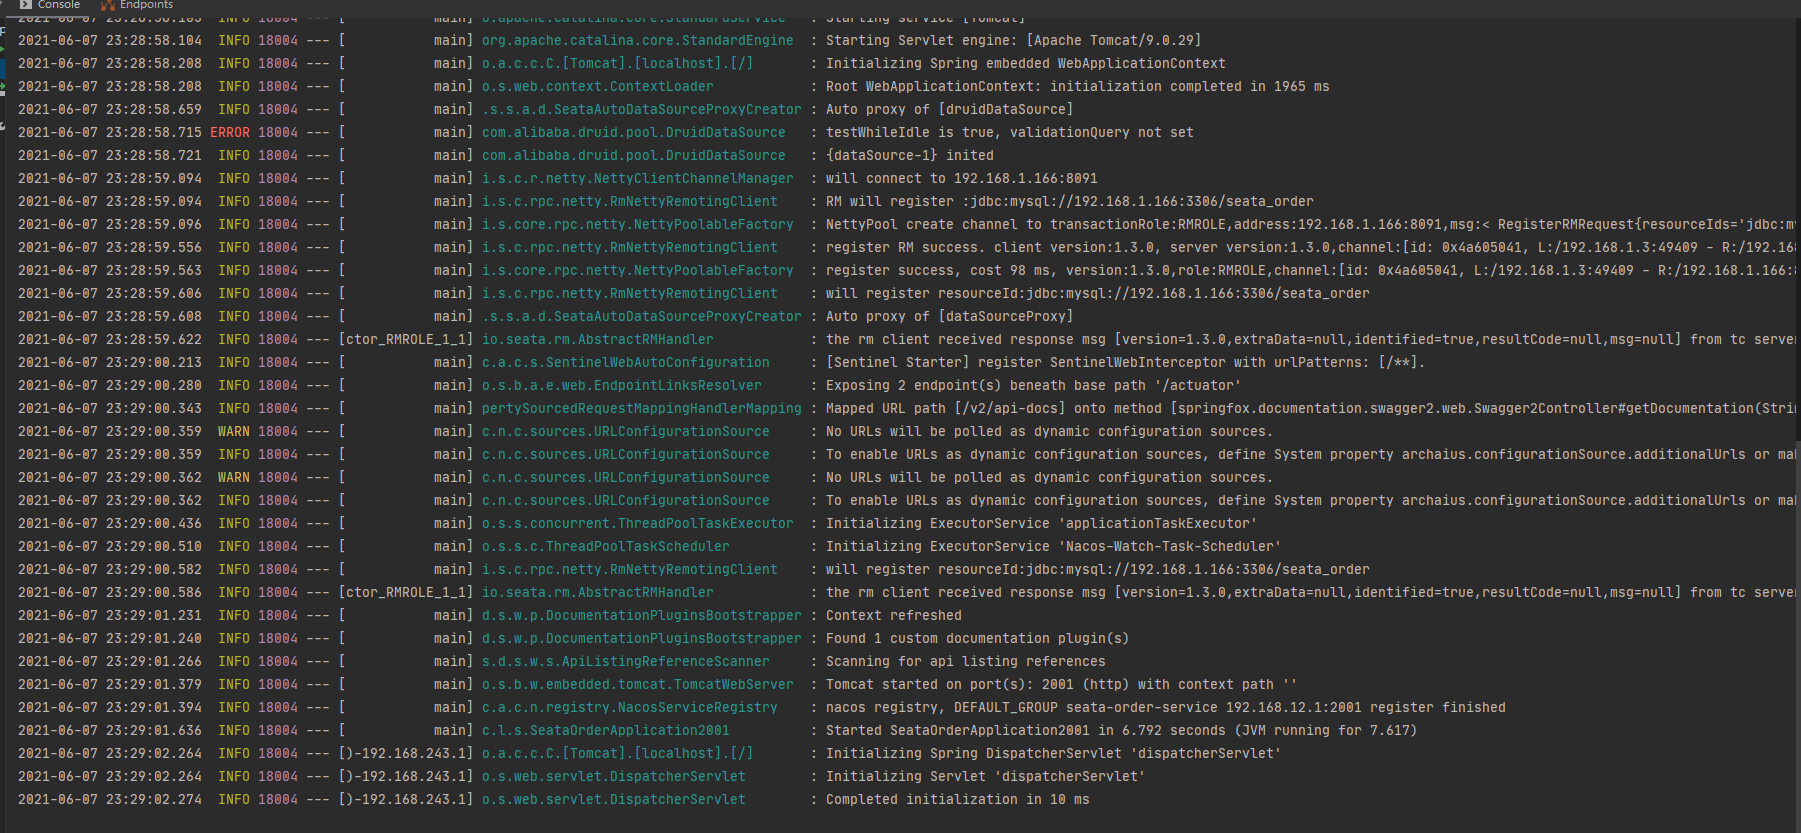 Console Endpoints
2021-06-07 23:28:58.103  INFO 18004 --- [           main] o.apache.catalina.core.StandardService   : Starting service [Tomcat]
2021-06-07 23:28:58.104  INFO 18004 --- [           main] org.apache.catalina.core.StandardEngine  : Starting Servlet engine: [Apache Tomcat/9.0.29]
2021-06-07 23:28:58.208  INFO 18004 --- [           main] o.a.c.c.C.[Tomcat].[localhost].[/]       : Initializing Spring embedded WebApplicationContext
2021-06-07 23:28:58.208  INFO 18004 --- [           main] o.s.web.context.ContextLoader            : Root WebApplicationContext: initialization completed in 1965 ms
2021-06-07 23:28:58.659  INFO 18004 --- [           main] .s.s.a.d.SeataAutoDataSourceProxyCreator : Auto proxy of [druidDataSource]
2021-06-07 23:28:58.715 ERROR 18004 --- [           main] com.alibaba.druid.pool.DruidDataSource   : testWhileIdle is true, validationQuery not set
2021-06-07 23:28:58.721  INFO 18004 --- [           main] com.alibaba.druid.pool.DruidDataSource   : {dataSource-1} inited
2021-06-07 23:28:59.094  INFO 18004 --- [           main] i.s.c.r.netty.NettyClientChannelManager  : will connect to 192.168.1.166:8091
2021-06-07 23:28:59.094  INFO 18004 --- [           main] i.s.c.rpc.netty.RmNettyRemotingClient    : RM will register :jdbc:mysql://192.168.1.166:3306/seata_order
2021-06-07 23:28:59.096  INFO 18004 --- [           main] i.s.core.rpc.netty.NettyPoolableFactory  : NettyPool create channel to transactionRole:RMROLE,address:192.168.1.166:8091,msg:< RegisterRMRequest{resourceIds='jdbc:m
2021-06-07 23:28:59.556  INFO 18004 --- [           main] i.s.c.rpc.netty.RmNettyRemotingClient    : register RM success. client version:1.3.0, server version:1.3.0,channel:[id: 0x4a605041, L:/192.168.1.3:49409 - R:/192.168
2021-06-07 23:28:59.563  INFO 18004 --- [           main] i.s.core.rpc.netty.NettyPoolableFactory  : register success, cost 98 ms, version:1.3.0,role:RMROLE,channel:[id: 0x4a605041, L:/192.168.1.3:49409 - R:/192.168.1.166:8
2021-06-07 23:28:59.606  INFO 18004 --- [           main] i.s.c.rpc.netty.RmNettyRemotingClient    : will register resourceId:jdbc:mysql://192.168.1.166:3306/seata_order
2021-06-07 23:28:59.608  INFO 18004 --- [           main] .s.s.a.d.SeataAutoDataSourceProxyCreator : Auto proxy of [dataSourceProxy]
2021-06-07 23:28:59.622  INFO 18004 --- [ctor_RMROLE_1_1] io.seata.rm.AbstractRMHandler            : the rm client received response msg [version=1.3.0,extraData=null,identified=true,resultCode=null,msg=null] from tc server
2021-06-07 23:29:00.213  INFO 18004 --- [           main] c.a.c.s.SentinelWebAutoConfiguration     : [Sentinel Starter] register SentinelWebInterceptor with urlPatterns: [/**].
2021-06-07 23:29:00.280  INFO 18004 --- [           main] o.s.b.a.e.web.EndpointLinksResolver      : Exposing 2 endpoint(s) beneath base path '/actuator'
2021-06-07 23:29:00.343  INFO 18004 --- [           main] pertySourcedRequestMappingHandlerMapping : Mapped URL path [/v2/api-docs] onto method [springfox.documentation.swagger2.web.Swagger2Controller#getDocumentation(Stri
2021-06-07 23:29:00.359  WARN 18004 --- [           main] c.n.c.sources.URLConfigurationSource     : No URLs will be polled as dynamic configuration sources.
2021-06-07 23:29:00.359  INFO 18004 --- [           main] c.n.c.sources.URLConfigurationSource     : To enable URLs as dynamic configuration sources, define System property archaius.configurationSource.additionalUrls or mak
2021-06-07 23:29:00.362  WARN 18004 --- [           main] c.n.c.sources.URLConfigurationSource     : No URLs will be polled as dynamic configuration sources.
2021-06-07 23:29:00.362  INFO 18004 --- [           main] c.n.c.sources.URLConfigurationSource     : To enable URLs as dynamic configuration sources, define System property archaius.configurationSource.additionalUrls or mak
2021-06-07 23:29:00.436  INFO 18004 --- [           main] o.s.s.concurrent.ThreadPoolTaskExecutor  : Initializing ExecutorService 'applicationTaskExecutor'
2021-06-07 23:29:00.510  INFO 18004 --- [           main] o.s.s.c.ThreadPoolTaskScheduler          : Initializing ExecutorService 'Nacos-Watch-Task-Scheduler'
2021-06-07 23:29:00.582  INFO 18004 --- [           main] i.s.c.rpc.netty.RmNettyRemotingClient    : will register resourceId:jdbc:mysql://192.168.1.166:3306/seata_order
2021-06-07 23:29:00.586  INFO 18004 --- [ctor_RMROLE_1_1] io.seata.rm.AbstractRMHandler            : the rm client received response msg [version=1.3.0,extraData=null,identified=true,resultCode=null,msg=null] from tc server
2021-06-07 23:29:01.231  INFO 18004 --- [           main] d.s.w.p.DocumentationPluginsBootstrapper : Context refreshed
2021-06-07 23:29:01.240  INFO 18004 --- [           main] d.s.w.p.DocumentationPluginsBootstrapper : Found 1 custom documentation plugin(s)
2021-06-07 23:29:01.266  INFO 18004 --- [           main] s.d.s.w.s.ApiListingReferenceScanner     : Scanning for api listing references
2021-06-07 23:29:01.379  INFO 18004 --- [           main] o.s.b.w.embedded.tomcat.TomcatWebServer  : Tomcat started on port(s): 2001 (http) with context path ''
2021-06-07 23:29:01.394  INFO 18004 --- [           main] c.a.c.n.registry.NacosServiceRegistry    : nacos registry, DEFAULT_GROUP seata-order-service 192.168.12.1:2001 register finished
2021-06-07 23:29:01.636  INFO 18004 --- [           main] c.l.s.SeataOrderApplication2001          : Started SeataOrderApplication2001 in 6.792 seconds (JVM running for 7.617)
2021-06-07 23:29:02.264  INFO 18004 --- [)-192.168.243.1] o.a.c.c.C.[Tomcat].[localhost].[/]       : Initializing Spring DispatcherServlet 'dispatcherServlet'
2021-06-07 23:29:02.264  INFO 18004 --- [)-192.168.243.1] o.s.web.servlet.DispatcherServlet        : Initializing Servlet 'dispatcherServlet'
2021-06-07 23:29:02.274  INFO 18004 --- [)-192.168.243.1] o.s.web.servlet.DispatcherServlet        : Completed initialization in 10 ms